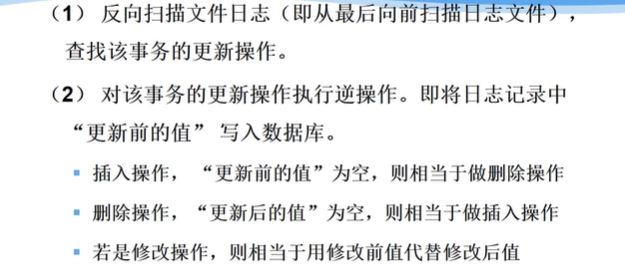 （1） 反向扫描文件日志（即从最后向前扫描日志文件），
查找该事务的更新操作。
（2） 对该事务的更新操作执行逆操作。即将日志记录中
“更新前的值” 写入数据库。
▪ 插入操作， “更新前的值”为空，则相当于做删除操作
▪ 删除操作，“更新后的值”为空，则相当于做插入操作
▪ 若是修改操作，则相当于用修改前值代替修改后值